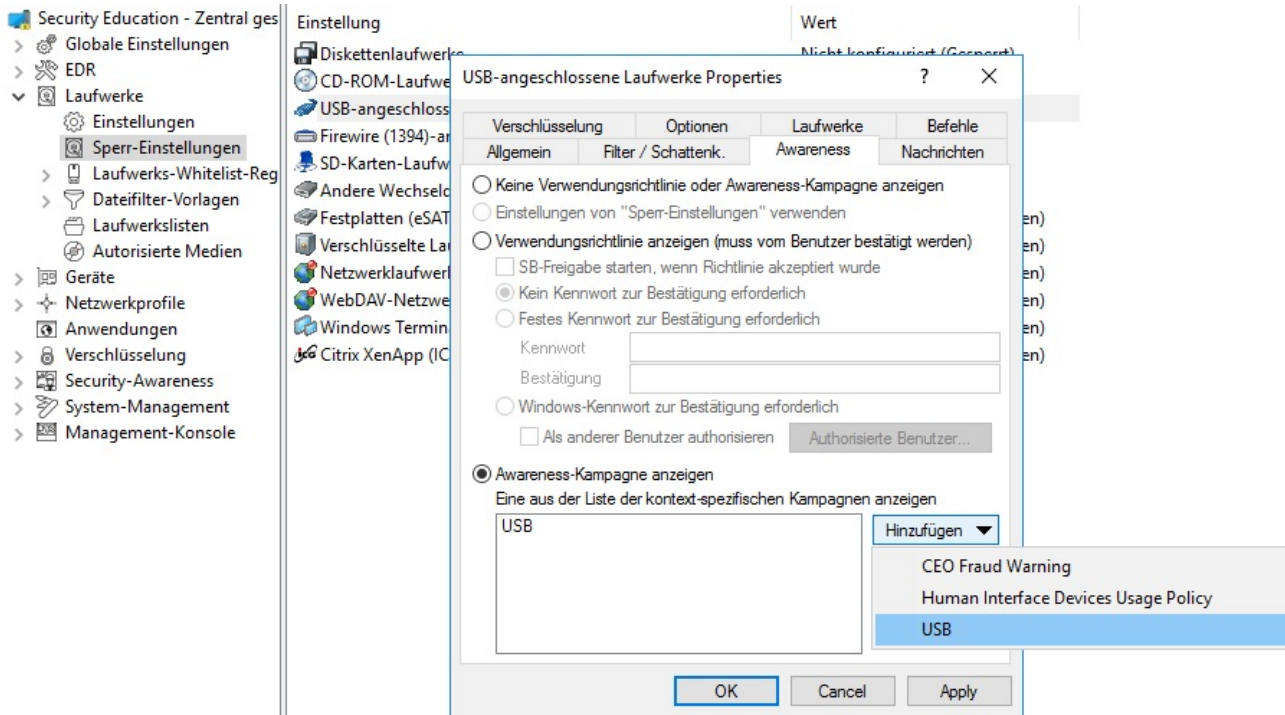 Security Education - Zentral ges
Globale Einstellungen
EDR
Laufwerke
Einstellungen
Sperr-Einstellungen
Laufwerks-Whitelist-Reg
Dateifilter-Vorlagen
Laufwerkslisten
Autorisierte Medien
Geräte
Netzwerkprofile
Anwendungen
Verschlüsselung
Security-Awareness
System-Management
Management-Konsole
Einstellung Wert
Diskettenlaufwerke Nicht konfiguriert (Gesperrt)
CD-ROM-Laufwe
USB-angeschloss
Firewire (1394)-ar
SD-Karten-Laufw
Andere Wechseld
Festplatten (eSAT en)
Verschlüsselte La en)
Netzwerklaufwerl en)
WebDAV-Netzwe en)
Windows Termin en)
Citrix XenApp (IC en)
USB-angeschlossene Laufwerke Properties ?
Verschlüsselung Optionen Laufwerke Befehle
Allgemein Filter / Schattenk. Awareness Nachrichten
Keine Verwendungsrichtlinie oder Awareness-Kampagne anzeigen
Einstellungen von "Sperr-Einstellungen" verwenden
Verwendungsrichtlinie anzeigen (muss vom Benutzer bestätigt werden)
SB-Freigabe starten, wenn Richtlinie akzeptiert wurde
Kein Kennwort zur Bestätigung erforderlich
Festes Kennwort zur Bestätigung erforderlich
Kennwort
Bestätigung
Windows-Kennwort zur Bestätigung erforderlich
Als anderer Benutzer authorisieren Authorisierte Benutzer...
Awareness-Kampagne anzeigen
Eine aus der Liste der kontext-spezifischen Kampagnen anzeigen
USB
Hinzufügen
CEO Fraud Warning
Human Interface Devices Usage Policy
USB
OK Cancel Apply